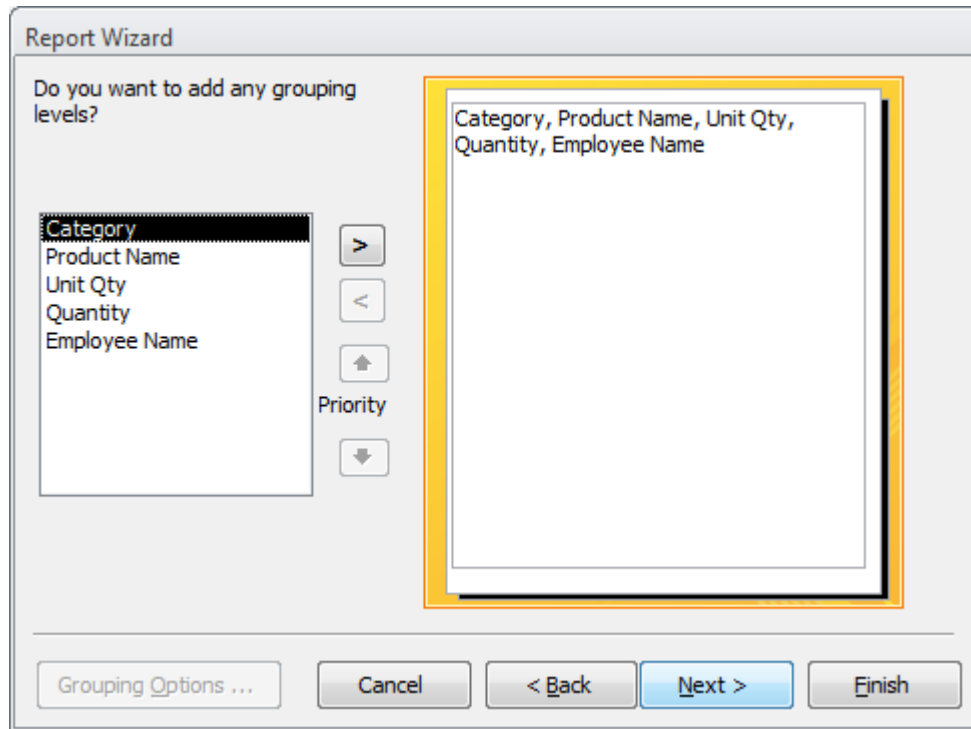 Report Wizard
Do you want to add any grouping
levels?
Category
Product Name
Unit Qty
Quantity
Employee Name
>
<
Priority
Category, Product Name, Unit Qty,
Quantity, Employee Name
Grouping Options ...
Cancel
< Back
Next >
Finish